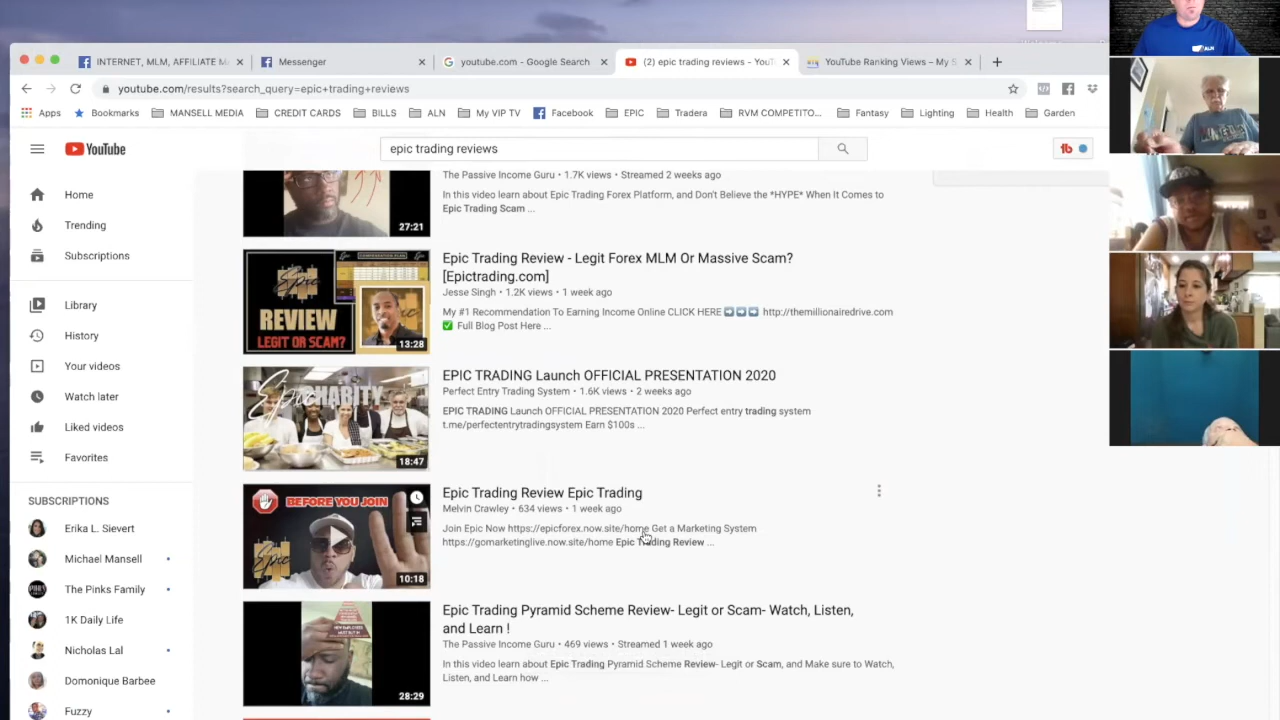 INTERNET, MLM, AFFILIATE M
Messenger
youtube.com - Google Search
(2) epic trading reviews - YouT
YouTube Ranking Views – My S
youtube.com/results?search_query=epic+trading+reviews
Apps
Bookmarks
MANSELL MEDIA
CREDIT CARDS
BILLS
ALN
My VIP TV
Facebook
EPIC
Tradera
RVM COMPETITO...
Fantasy
Lighting
Health
Garden
ALN
YouTube
epic trading reviews
tb
Home
Trending
Subscriptions
Library
History
Your videos
Watch later
Liked videos
Favorites
SUBSCRIPTIONS
Erika L. Sievert
Michael Mansell
The Pinks Family
1K Daily Life
Nicholas Lal
Domonique Barbee
Fuzzy
27:21
The Passive Income Guru • 1.7K views • Streamed 2 weeks ago
In this video learn about Epic Trading Forex Platform, and Don't Believe the *HYPE* When It Comes to
Epic Trading Scam ...
Epic
REVIEW
LEGIT OR SCAM?
13:28
Epic Trading Review - Legit Forex MLM Or Massive Scam?
[Epictrading.com]
Jesse Singh • 1.2K views • 1 week ago
My #1 Recommendation To Earning Income Online CLICK HERE ➡️➡️➡️ http://themillionairedrive.com
✅ Full Blog Post Here ...
Epic CHARITY
18:47
EPIC TRADING Launch OFFICIAL PRESENTATION 2020
Perfect Entry Trading System • 1.6K views • 2 weeks ago
EPIC TRADING Launch OFFICIAL PRESENTATION 2020 Perfect entry trading system
t.me/perfectentrytradingsystem Earn $100s ...
BEFORE YOU JOIN
Epic
10:18
Epic Trading Review Epic Trading
Melvin Crawley • 634 views • 1 week ago
Join Epic Now https://epicforex.now.site/home Get a Marketing System
https://gomarketinglive.now.site/home Epic Trading Review ...
28:29
Epic Trading Pyramid Scheme Review- Legit or Scam- Watch, Listen,
and Learn !
The Passive Income Guru • 469 views • Streamed 1 week ago
In this video learn about Epic Trading Pyramid Scheme Review- Legit or Scam, and Make sure to Watch,
Listen, and Learn how ...